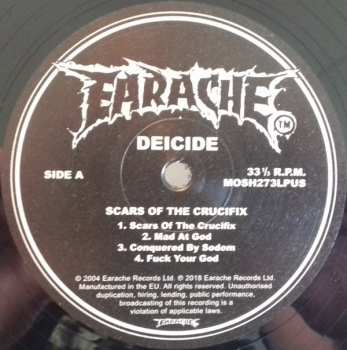 EARACHE
TM
DEICIDE
SIDE A
33 ⅓ R.P.M.
MOSH273LPUS
SCARS OF THE CRUCIFIX
1. Scars Of The Crucifix
2. Mad At God
3. Conquered By Sodom
4. Fuck Your God
℗ 2004 Earache Records Ltd. © 2018 Earache Records Ltd.
Manufactured in the EU. All rights reserved. Unauthorised
duplication, hiring, lending, public performance,
broadcasting of this recording is a
violation of applicable laws.
EARACHE